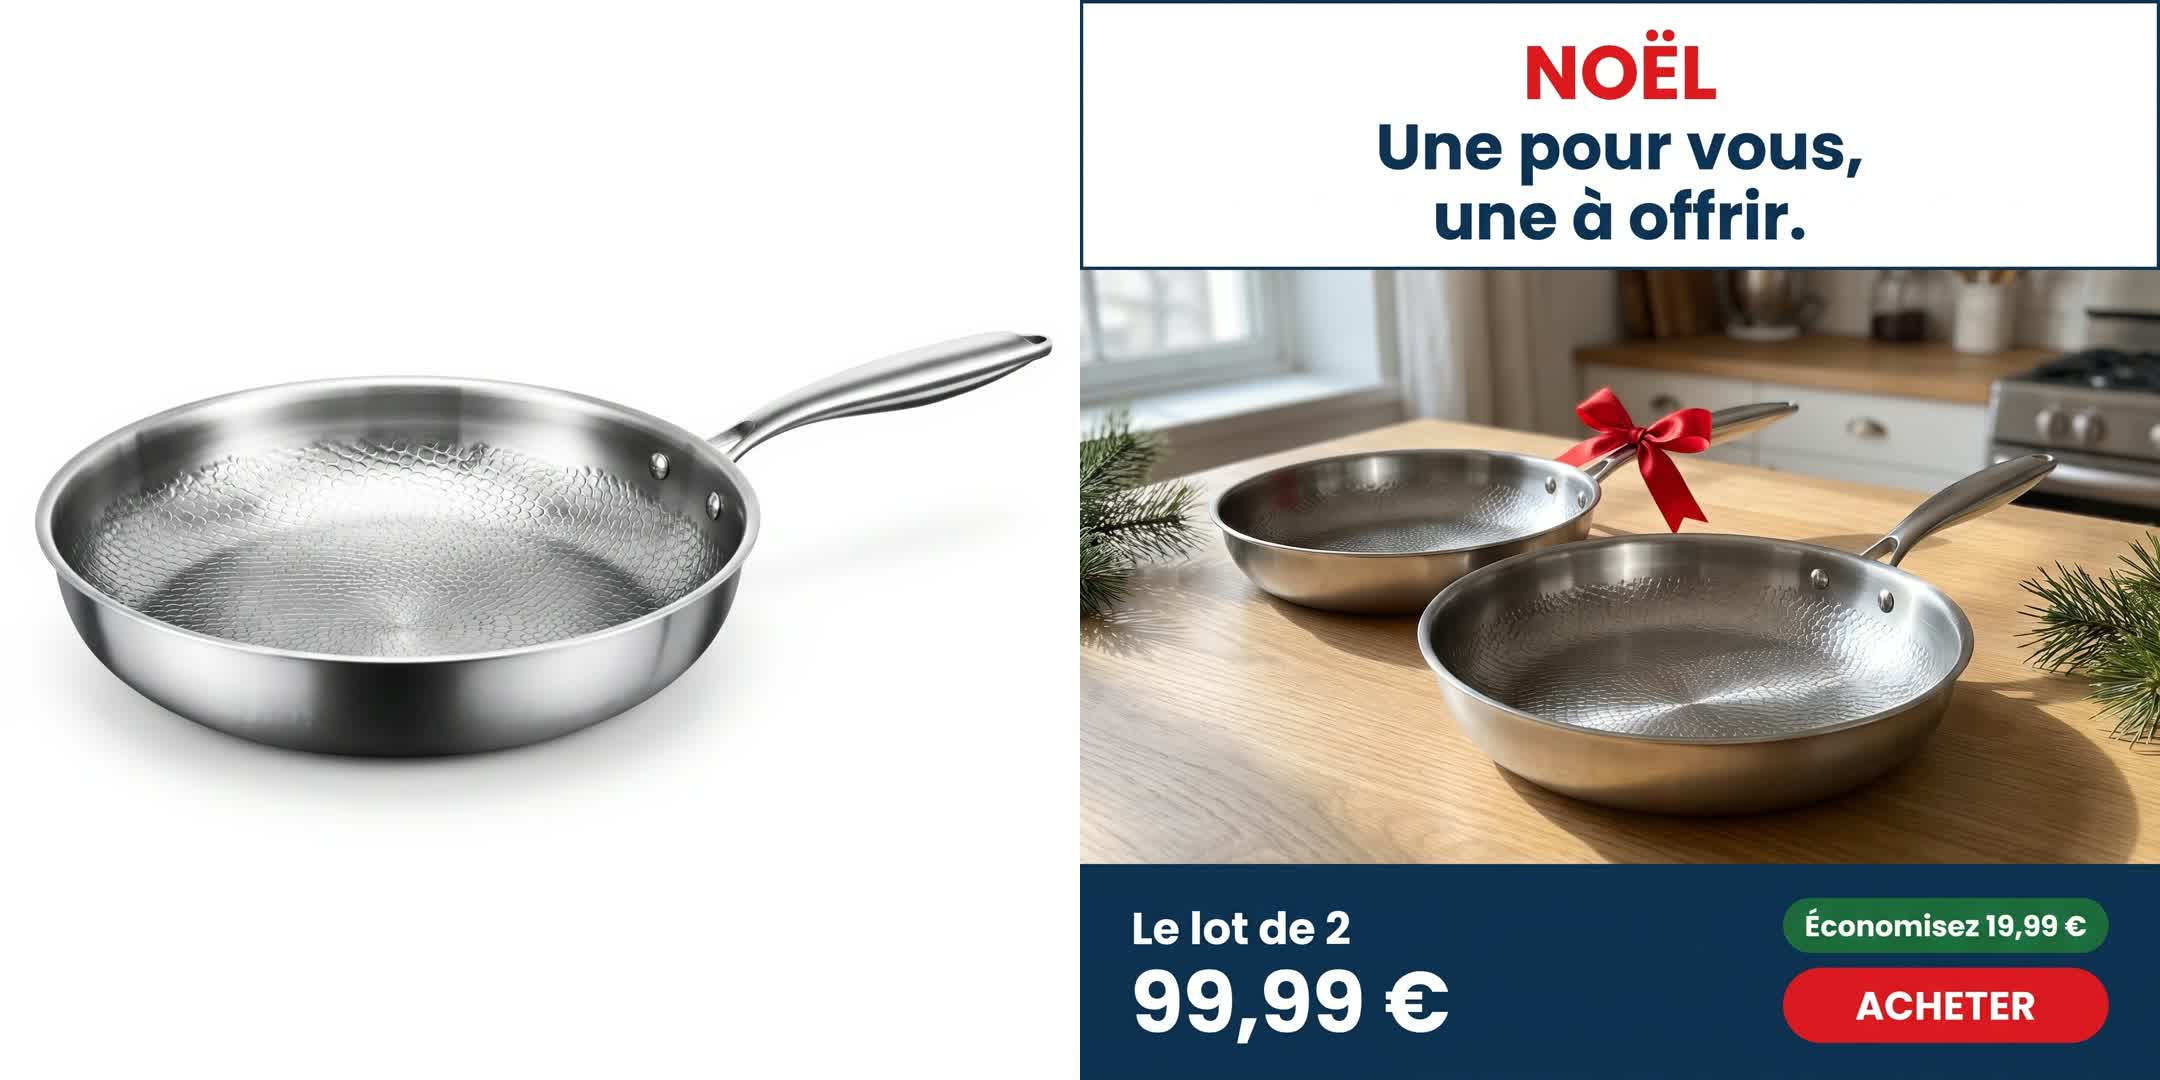 NOËL
Une pour vous,
une à offrir.
Le lot de 2
99,99 €
Économisez 19,99 €
ACHETER